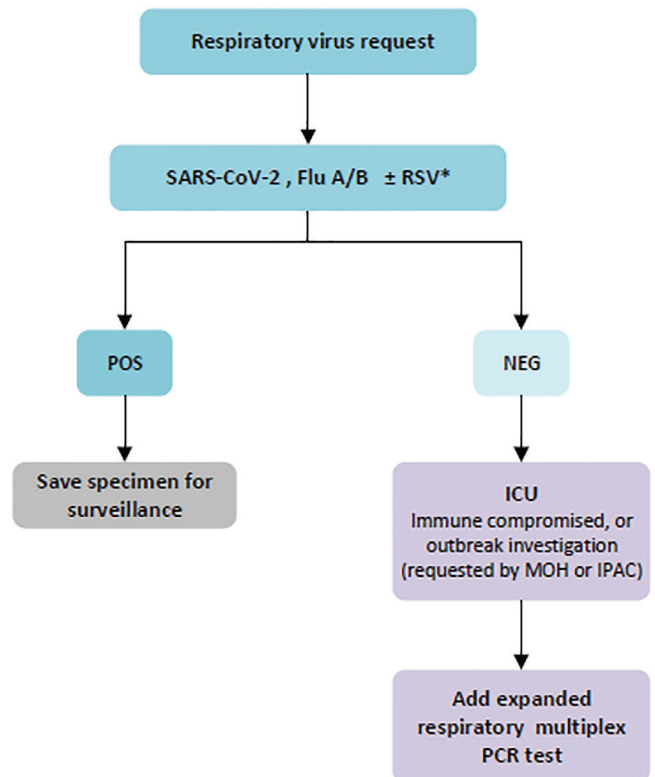 Respiratory virus request
SARS-CoV-2 , Flu A/B ± RSV*
POS
NEG
Save specimen for
surveillance
ICU
Immune compromised, or
outbreak investigation
(requested by MOH or IPAC)
Add expanded
respiratory multiplex
PCR test